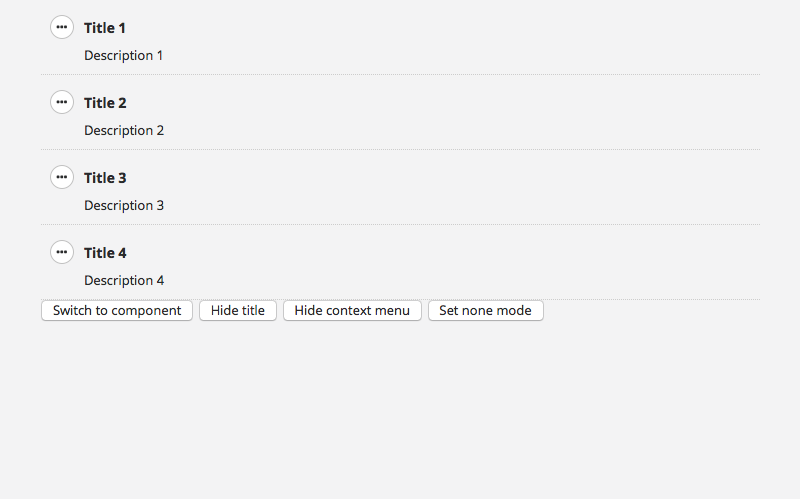 Title 1
Description 1
Title 2
Description 2
Title 3
Description 3
Title 4
Description 4
Switch to component Hide title Hide context menu Set none mode